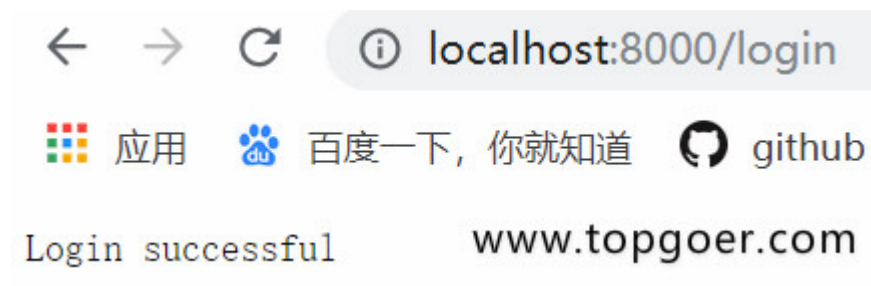 localhost:8000/login
应用 百度一下，你就知道 github
Login successful www.topgoer.com